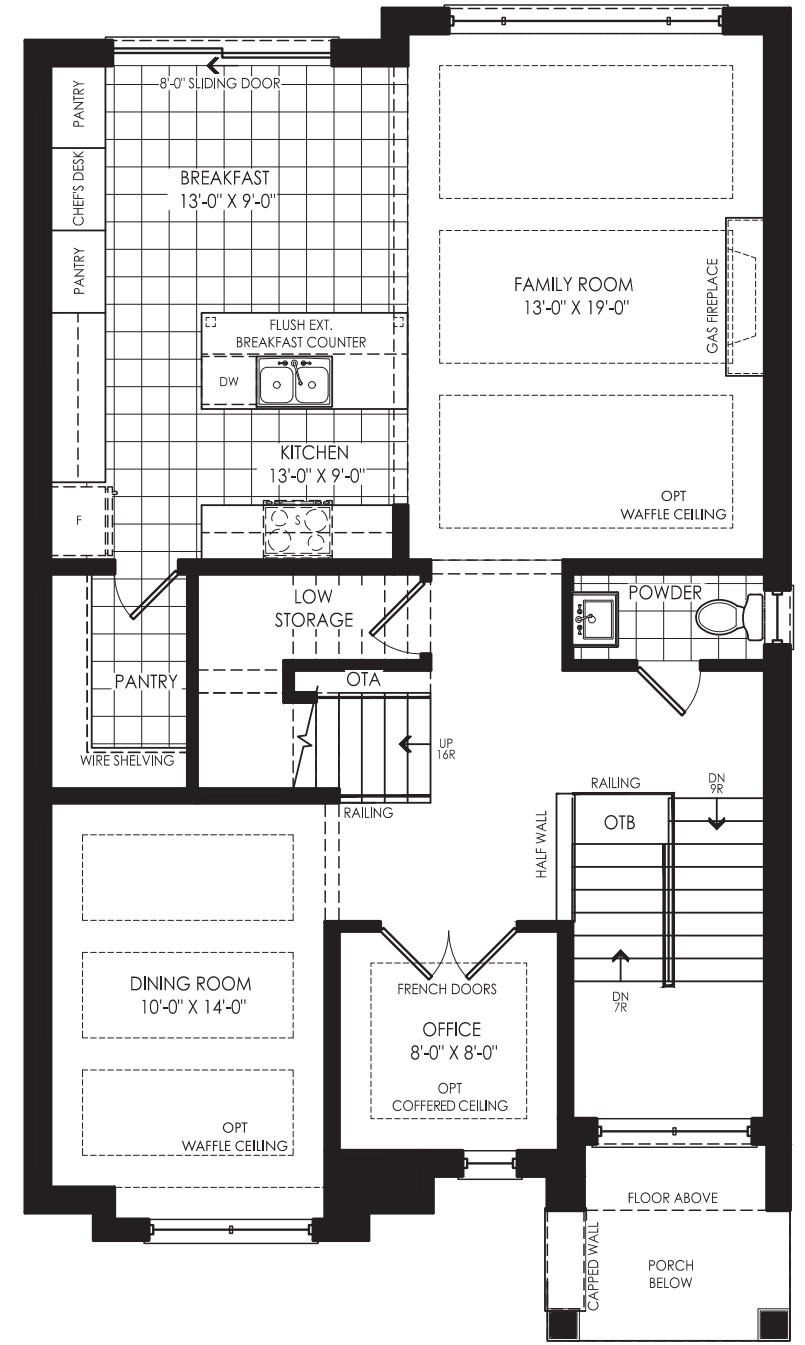 8'-0" SLIDING DOOR
PANTRY
CHEF'S DESK
PANTRY
BREAKFAST
13'-0" X 9'-0"
FAMILY ROOM
13'-0" X 19'-0"
GAS FIREPLACE
FLUSH EXT.
BREAKFAST COUNTER
DW
KITCHEN
13'-0" X 9'-0"
OPT
WAFFLE CEILING
F
S
LOW
STORAGE
POWDER
PANTRY
OTA
WIRE SHELVING
UP
16R
RAILING
RAILING
DN
9R
OTB
HALF WALL
DINING ROOM
10'-0" X 14'-0"
FRENCH DOORS
DN
7R
OFFICE
8'-0" X 8'-0"
OPT
COFFERED CEILING
OPT
WAFFLE CEILING
FLOOR ABOVE
CAPPED WALL
PORCH
BELOW